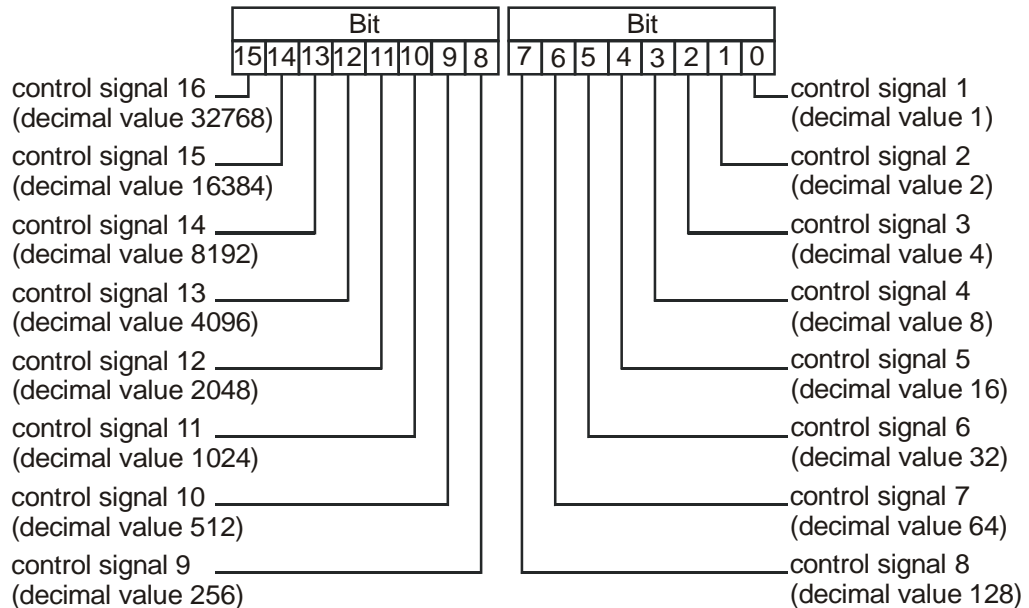 Bit
15 14 13 12 11 10 9 8
control signal 16
(decimal value 32768)
control signal 15
(decimal value 16384)
control signal 14
(decimal value 8192)
control signal 13
(decimal value 4096)
control signal 12
(decimal value 2048)
control signal 11
(decimal value 1024)
control signal 10
(decimal value 512)
control signal 9
(decimal value 256)
Bit
7 6 5 4 3 2 1 0
control signal 1
(decimal value 1)
control signal 2
(decimal value 2)
control signal 3
(decimal value 4)
control signal 4
(decimal value 8)
control signal 5
(decimal value 16)
control signal 6
(decimal value 32)
control signal 7
(decimal value 64)
control signal 8
(decimal value 128)